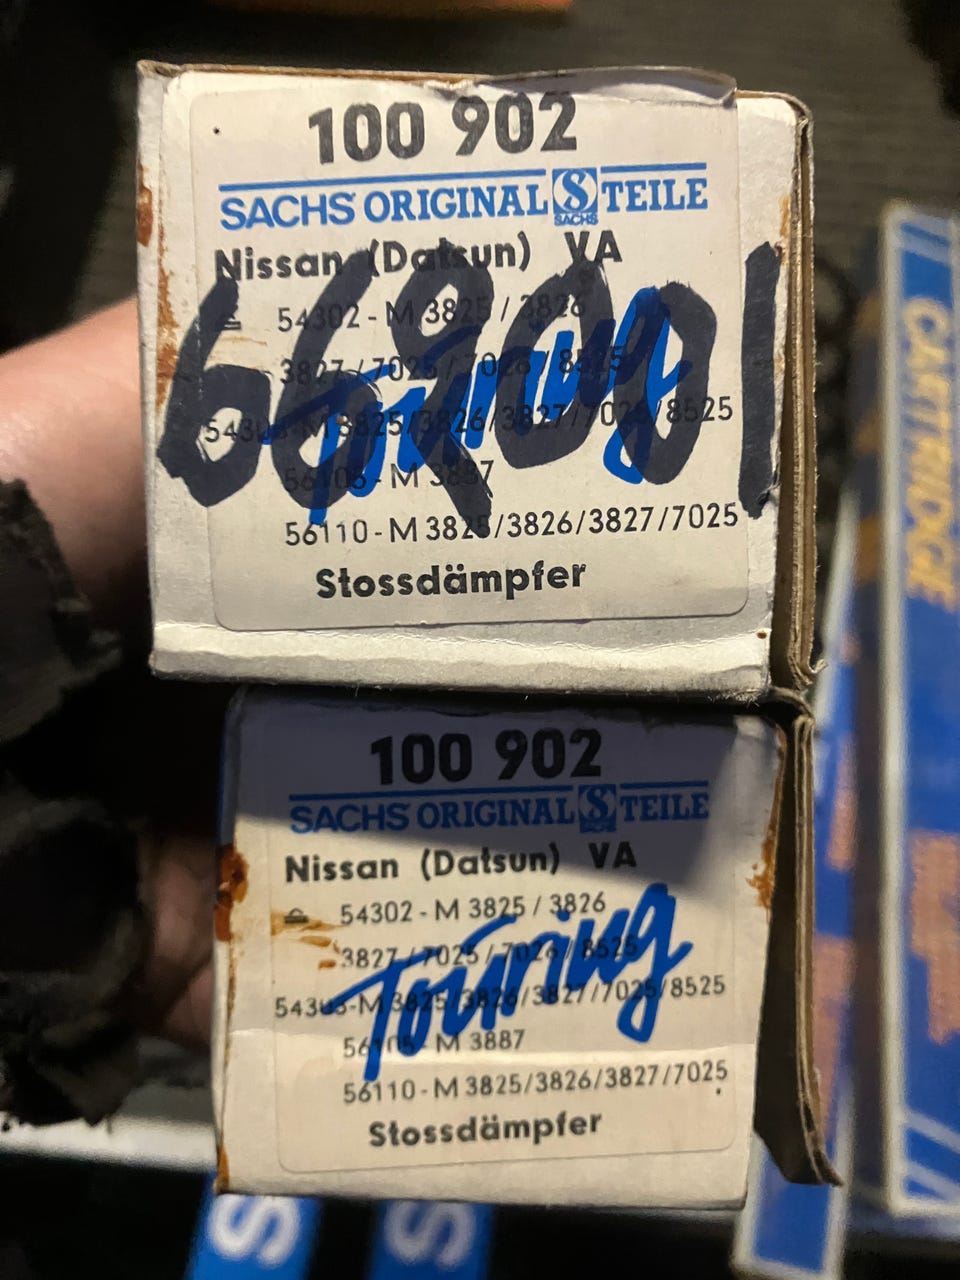 100 902
SACHS ORIGINAL S TEILE
SACHS
Nissan (Datsun) VA
≙ 54302 - M 3825 / 3826
3827 / 7025 / 7026 / 8525
54303-M 3825/3826/3827/7025/8525
56105 - M 3887
56110 - M 3825/3826/3827/7025
Stossdämpfer
Touring
669001
100 902
SACHS ORIGINAL S TEILE
SACHS
Nissan (Datsun) VA
≙ 54302 - M 3825 / 3826
3827 / 7025 / 7026 / 8525
54303-M 3825/3826/3827/7025/8525
56105 - M 3887
56110 - M 3825/3826/3827/7025
Stossdämpfer
Touring
CARTRIDGE
S
S